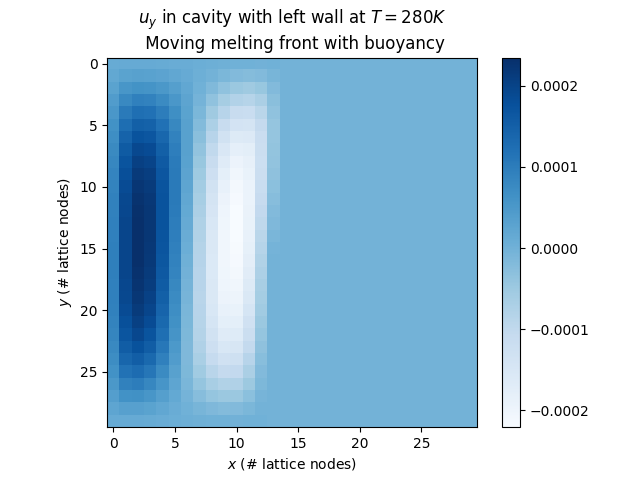 u_y in cavity with left wall at T = 280K
Moving melting front with buoyancy
0
5
10
15
20
25
y (# lattice nodes)
0 5 10 15 20 25
x (# lattice nodes)
0.0002
0.0001
0.0000
−0.0001
−0.0002